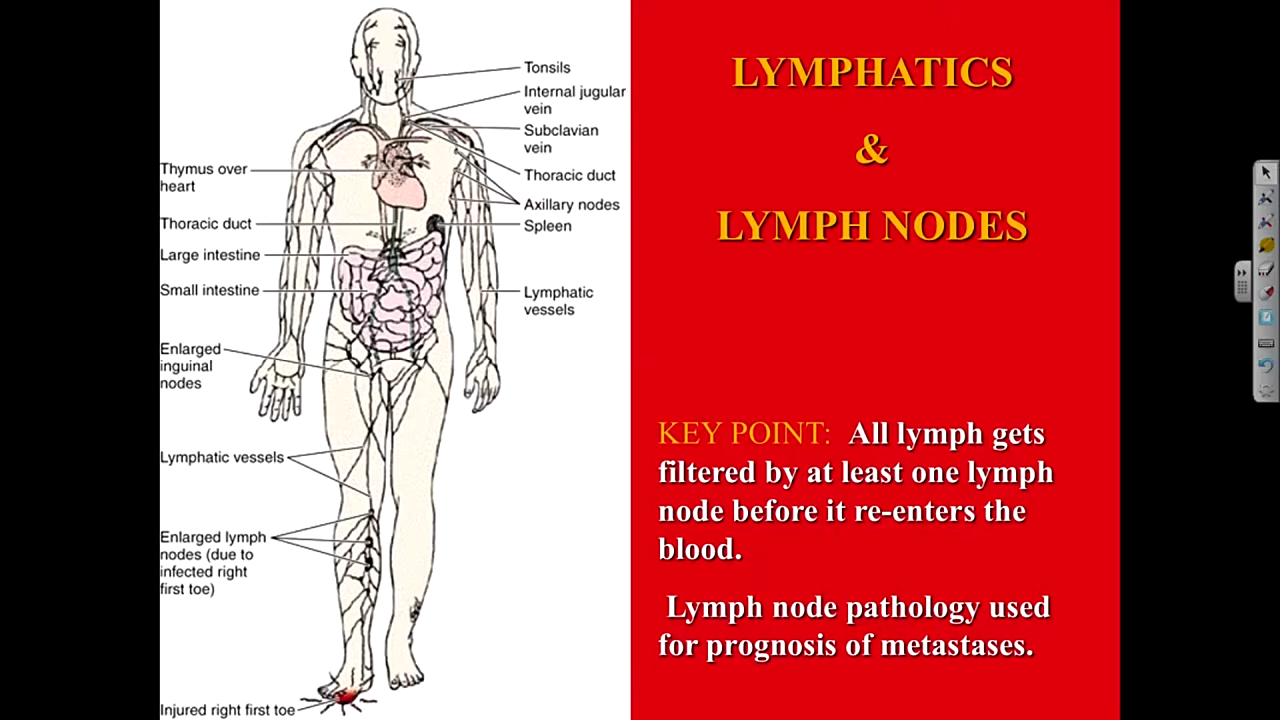 Tonsils
Internal jugular
vein
Subclavian
vein
Thoracic duct
Axillary nodes
Spleen
Lymphatic
vessels
Thymus over
heart
Thoracic duct
Large intestine
Small intestine
Enlarged
inguinal
nodes
Lymphatic vessels
Enlarged lymph
nodes (due to
infected right
first toe)
Injured right first toe
LYMPHATICS
&
LYMPH NODES
KEY POINT: All lymph gets
filtered by at least one lymph
node before it re-enters the
blood.
Lymph node pathology used
for prognosis of metastases.